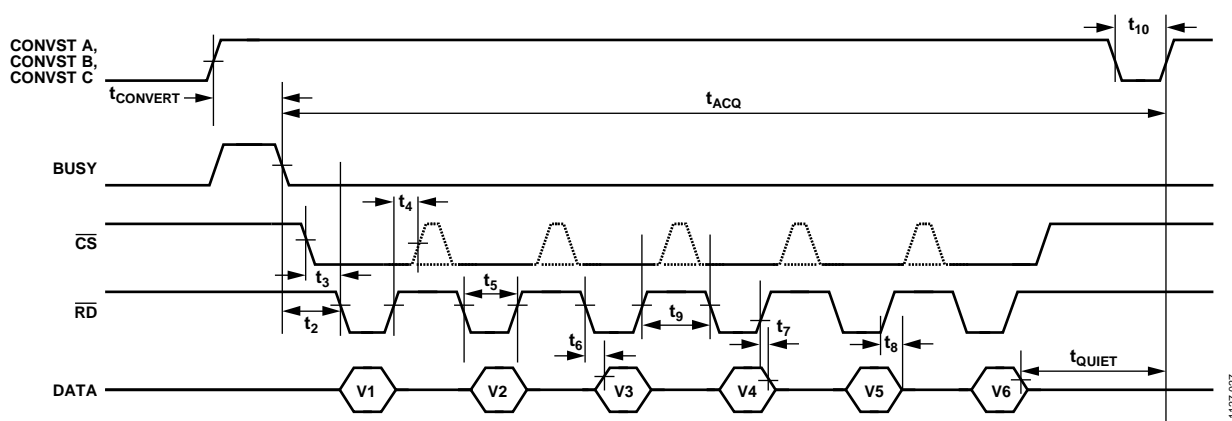 CONVST A,
CONVST B,
CONVST C
t10
tCONVERT
tACQ
BUSY
t4
CS
t3
t5
RD
t2
t9
t7
t6
t8
tQUIET
DATA
V1
V2
V3
V4
V5
V6